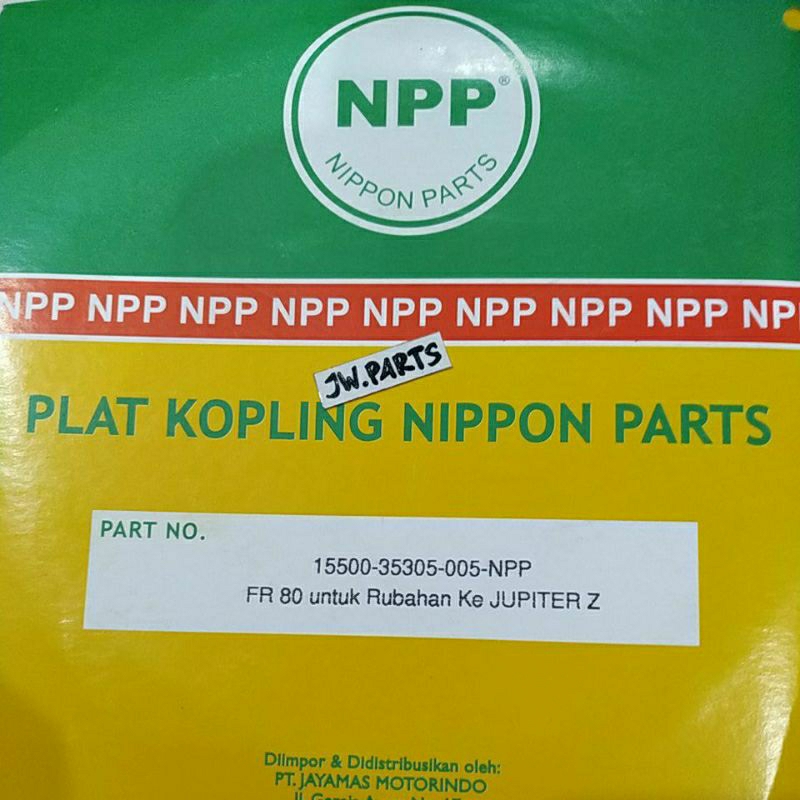 NPP®
NIPPON PARTS
NPP NPP NPP NPP NPP NPP NPP NPP NP
JW.PARTS
PLAT KOPLING NIPPON PARTS
PART NO.
15500-35305-005-NPP
FR 80 untuk Rubahan Ke JUPITER Z
Diimpor & Didistribusikan oleh:
PT. JAYAMAS MOTORINDO